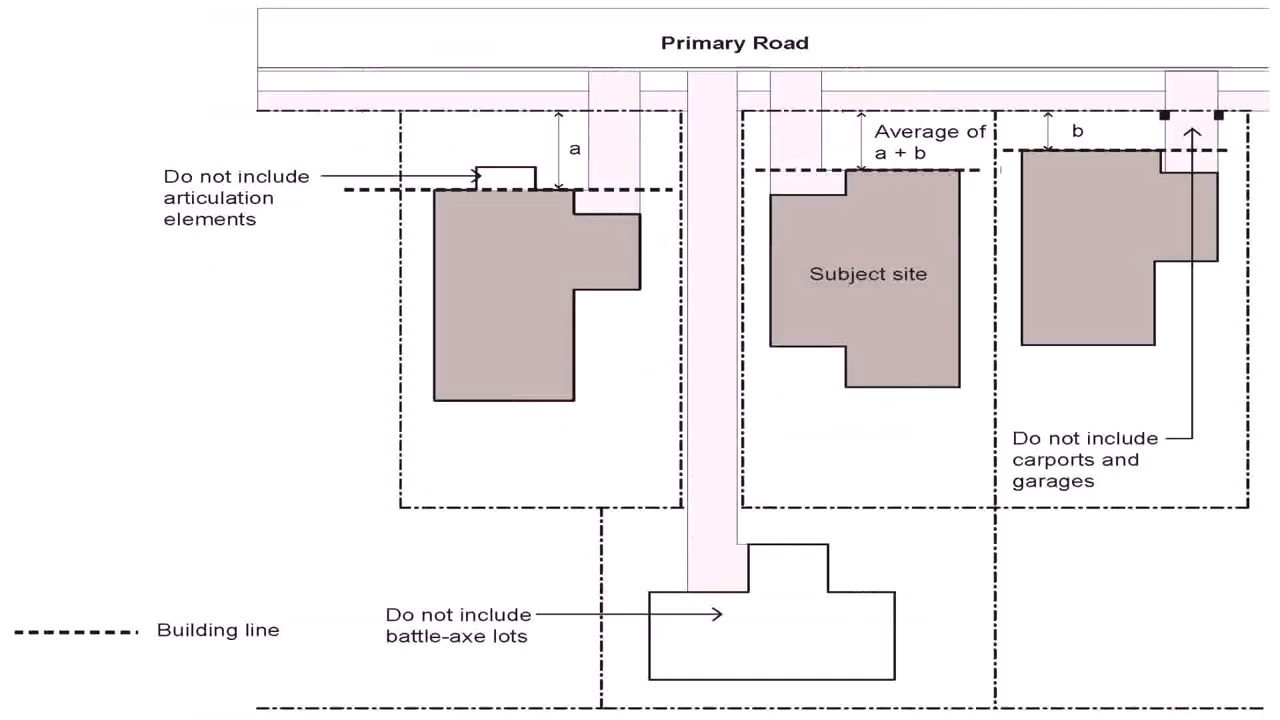 Primary Road
a
Average of
a + b
b
Do not include
articulation
elements
Subject site
Do not include
carports and
garages
Do not include
battle-axe lots
Building line